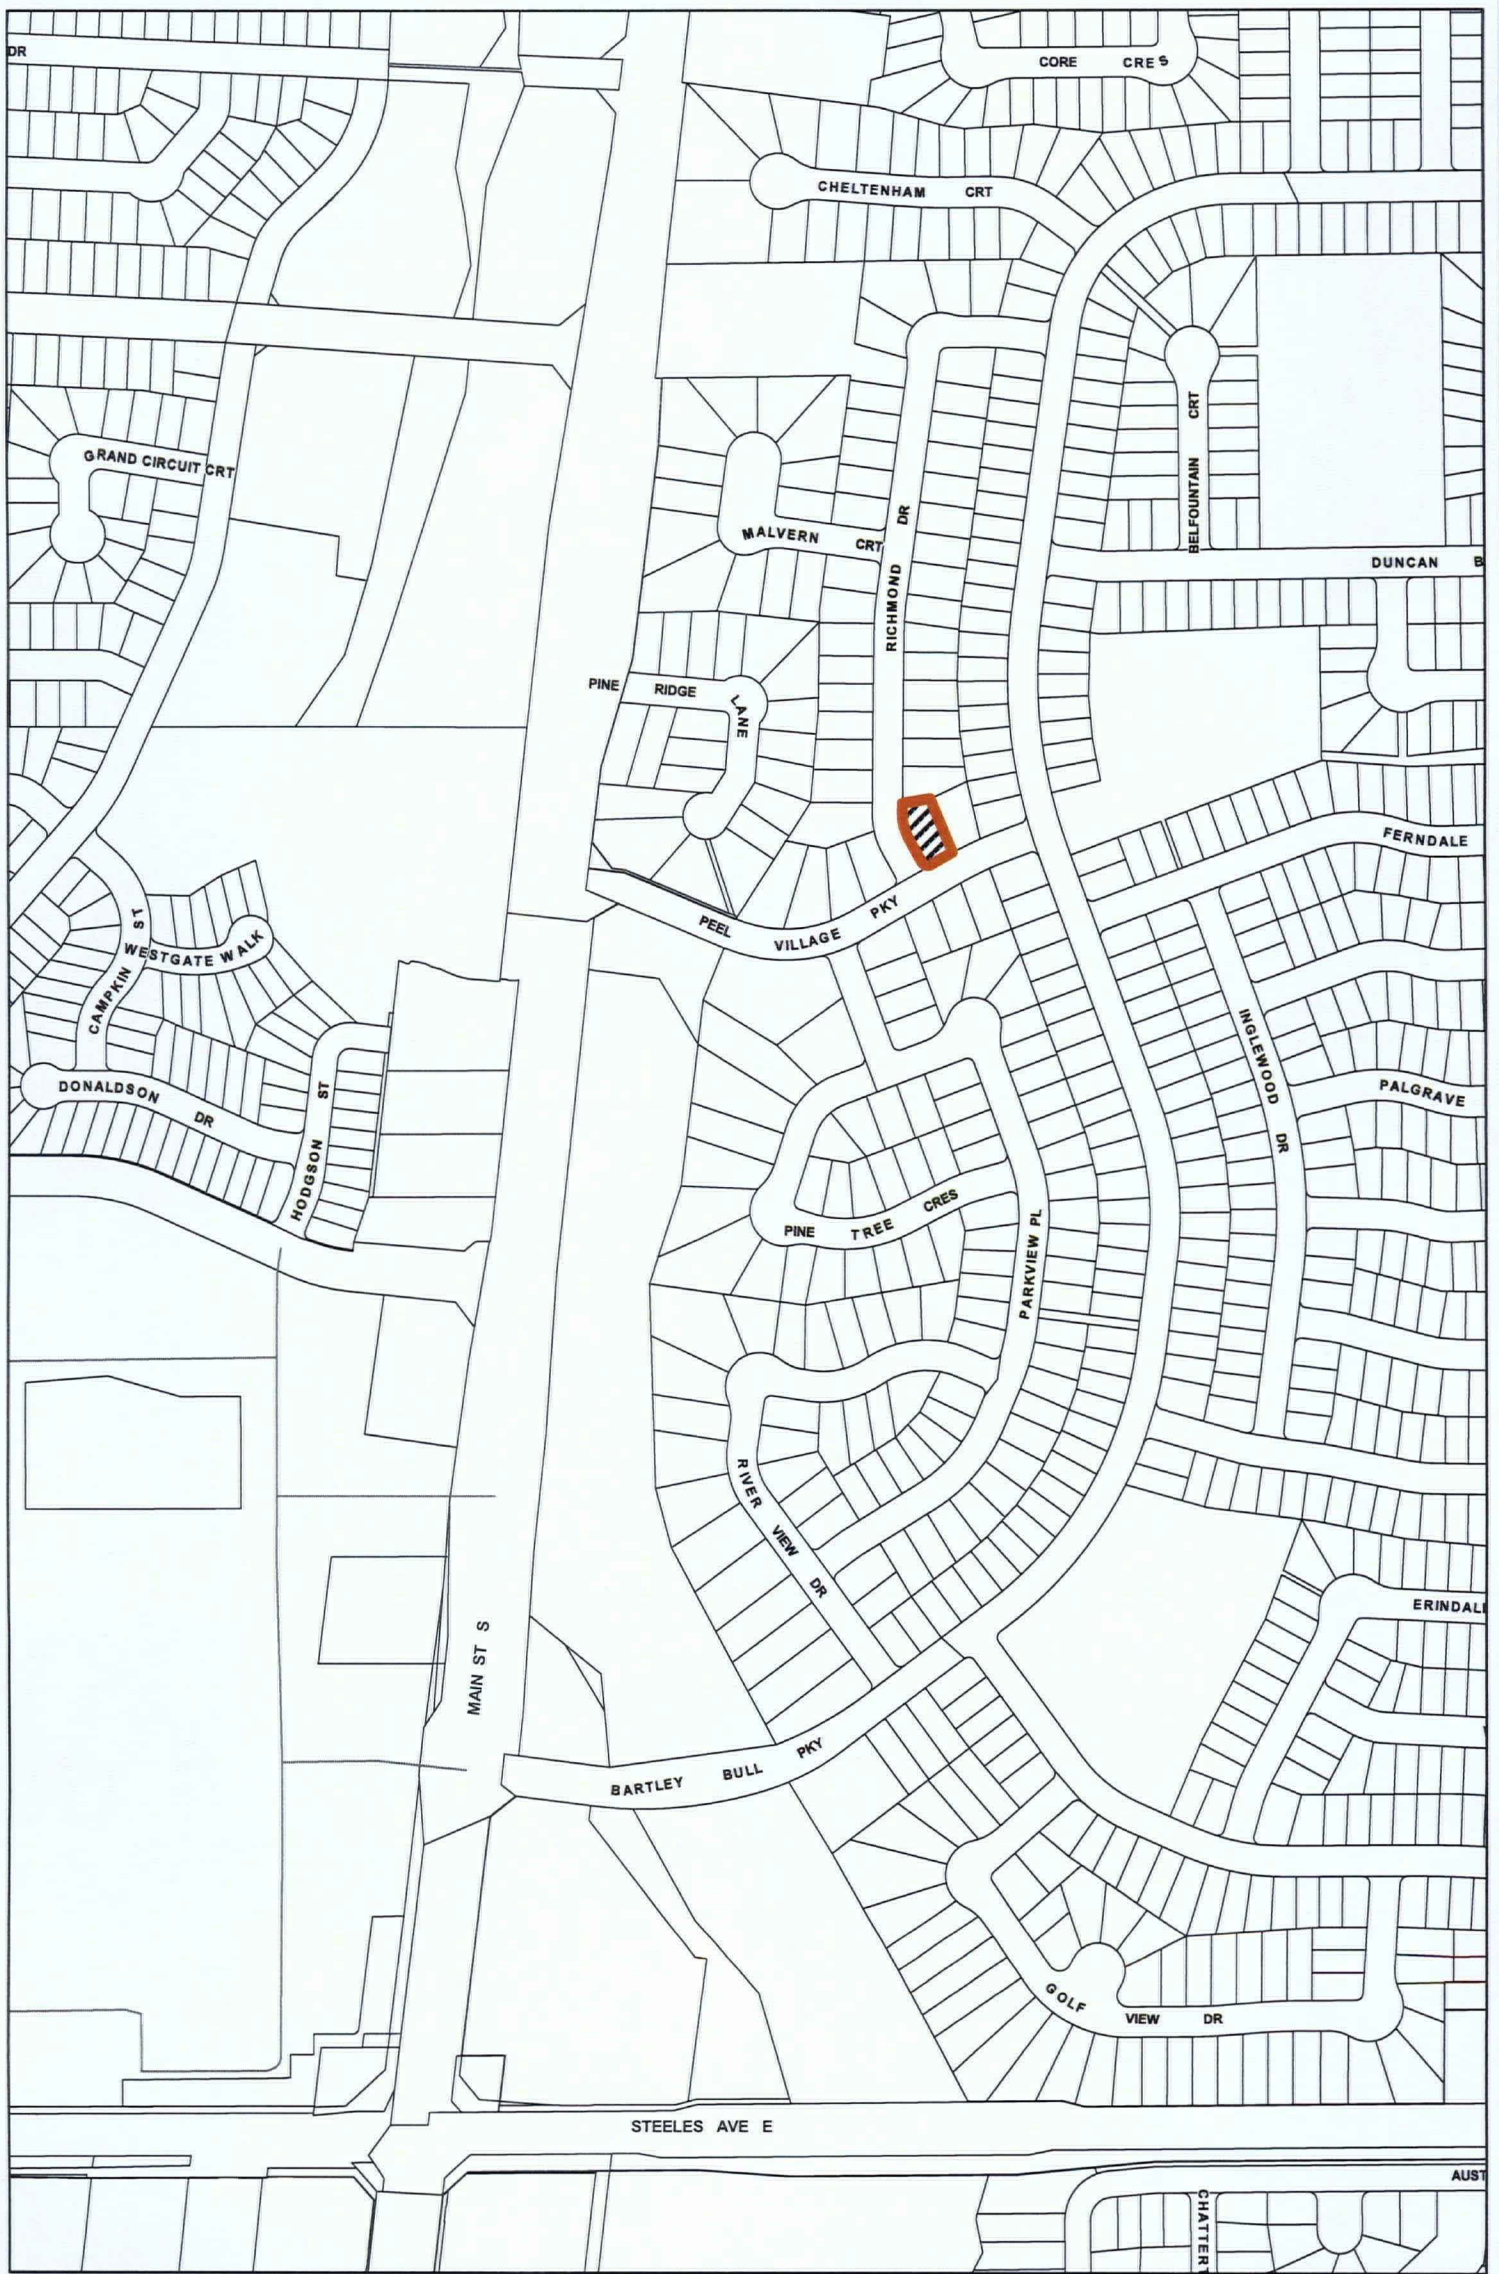 DR
CORE CRES
CHELTENHAM CRT
BELFOUNTAIN CRT
GRAND CIRCUIT CRT
MALVERN CRT
RICHMOND DR
DUNCAN B
PINE RIDGE LANE
FERNDALE
PEEL VILLAGE PKY
WESTGATE WALK
CAMPKIN ST
INGLEWOOD DR
DONALDSON DR
HODGSON ST
PALGRAVE
PINE TREE CRES
PARKVIEW PL
RIVER VIEW DR
ERINDAL
MAIN ST S
BARTLEY BULL PKY
GOLF VIEW DR
STEELES AVE E
AUST
CHATTERT